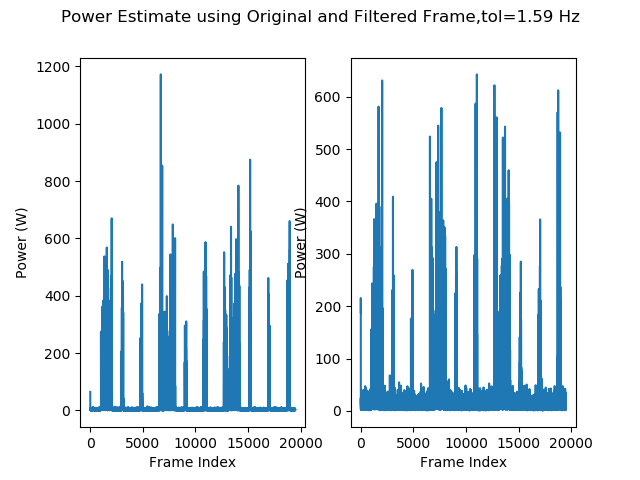 Power Estimate using Original and Filtered Frame,tol=1.59 Hz
Power (W)
1200
1000
800
600
400
200
0
0 5000 10000 15000 20000
Frame Index
Power (W)
600
500
400
300
200
100
0
0 5000 10000 15000 20000
Frame Index